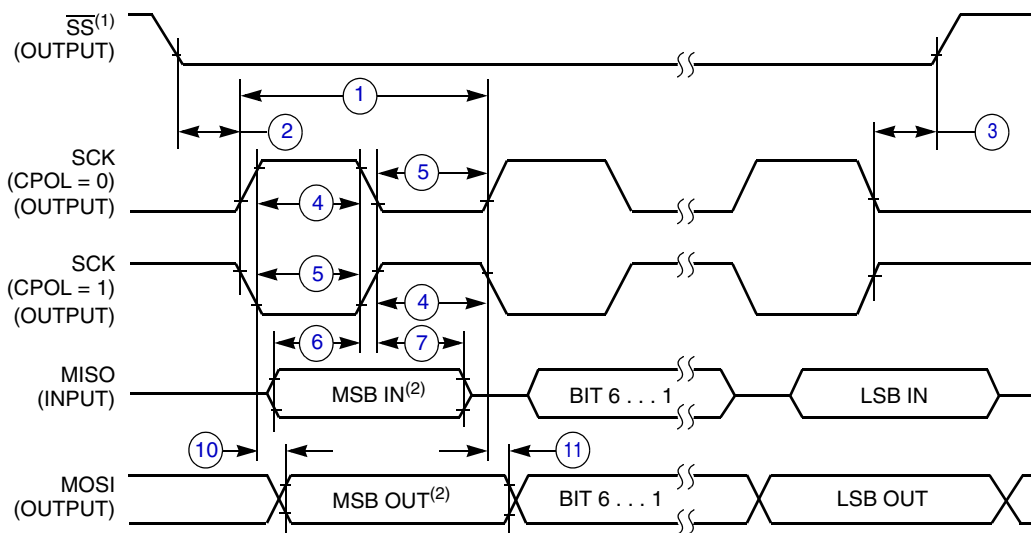 SS(1)
(OUTPUT)
1
2
3
SCK
(CPOL = 0)
(OUTPUT)
5
4
SCK
(CPOL = 1)
(OUTPUT)
5
4
6
7
MISO
(INPUT)
MSB IN(2)
BIT 6 . . . 1
LSB IN
10
11
MOSI
(OUTPUT)
MSB OUT(2)
BIT 6 . . . 1
LSB OUT